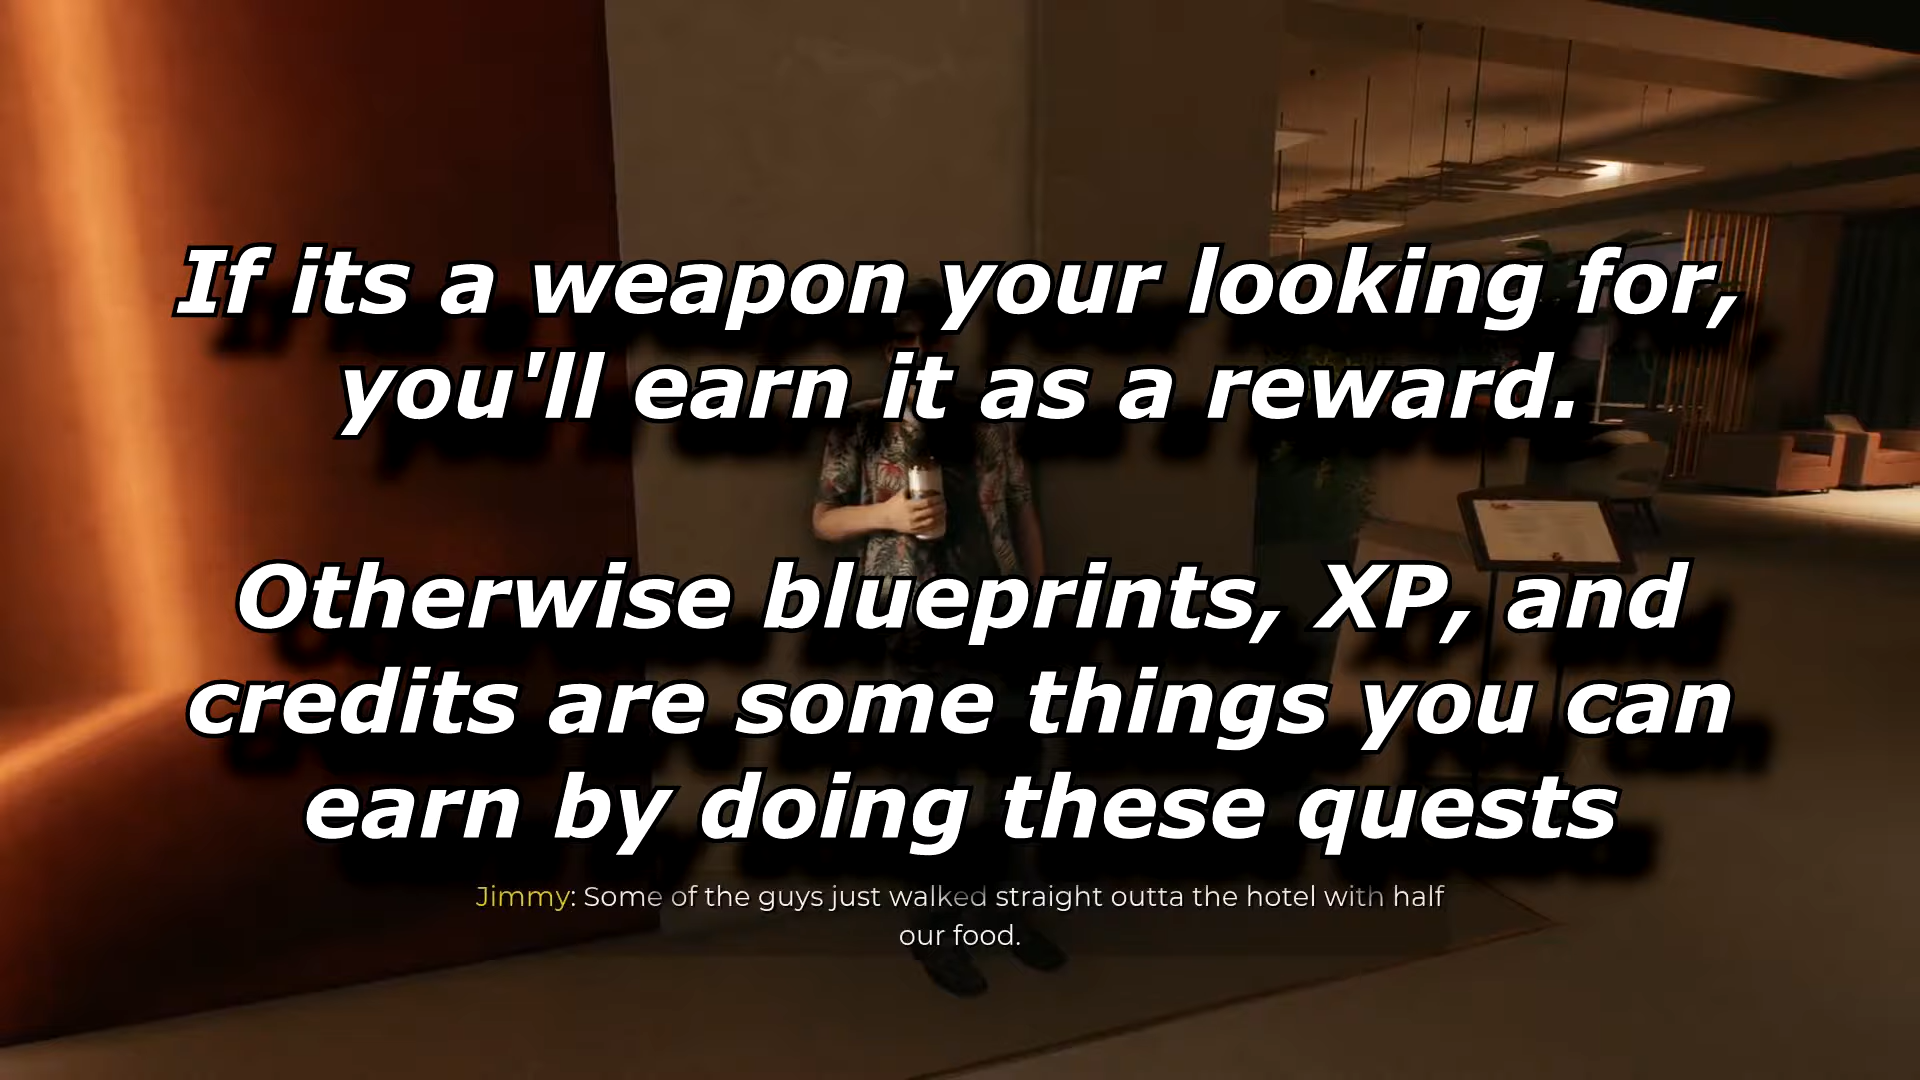 If its a weapon your looking for,
you'll earn it as a reward.
Otherwise blueprints, XP, and
credits are some things you can
earn by doing these quests
Jimmy: Some of the guys just walked straight outta the hotel with half
our food.